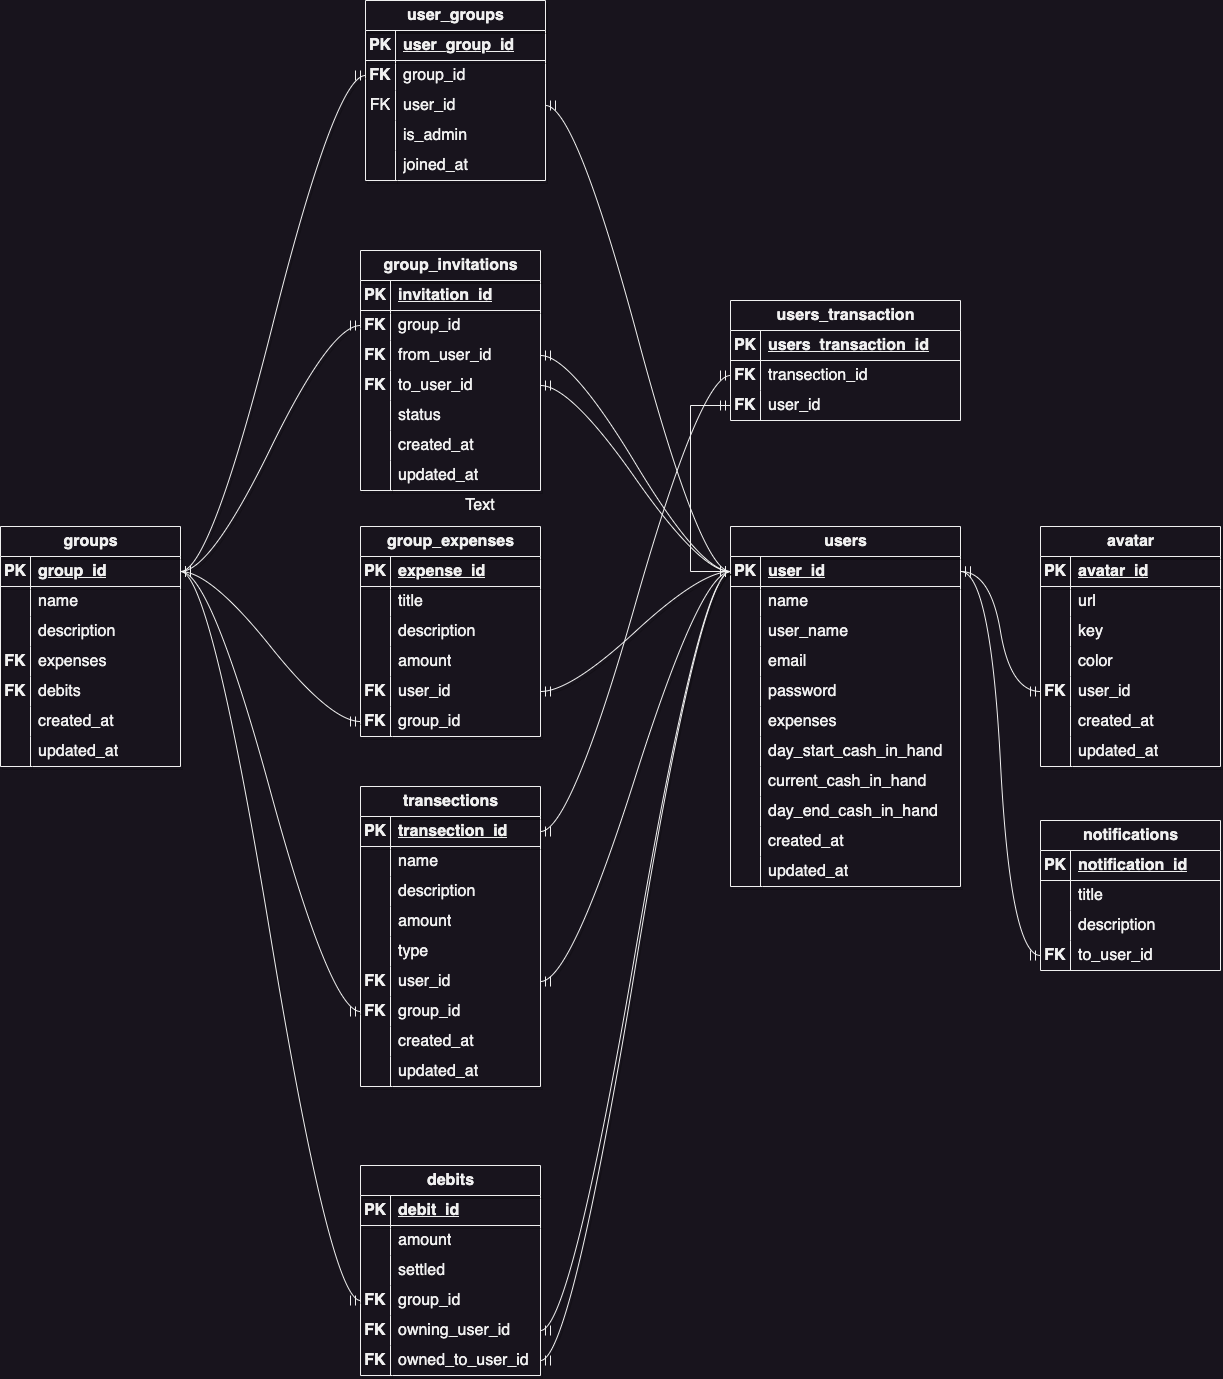 user_groups
PK user_group_id
FK group_id
FK user_id
is_admin
joined_at
group_invitations
PK invitation_id
FK group_id
FK from_user_id
FK to_user_id
status
created_at
updated_at
Text
users_transaction
PK users_transaction_id
FK transection_id
FK user_id
groups
PK group_id
name
description
FK expenses
FK debits
created_at
updated_at
group_expenses
PK expense_id
title
description
amount
FK user_id
FK group_id
users
PK user_id
name
user_name
email
password
expenses
day_start_cash_in_hand
current_cash_in_hand
day_end_cash_in_hand
created_at
updated_at
avatar
PK avatar_id
url
key
color
FK user_id
created_at
updated_at
transections
PK transection_id
name
description
amount
type
FK user_id
FK group_id
created_at
updated_at
notifications
PK notification_id
title
description
FK to_user_id
debits
PK debit_id
amount
settled
FK group_id
FK owning_user_id
FK owned_to_user_id